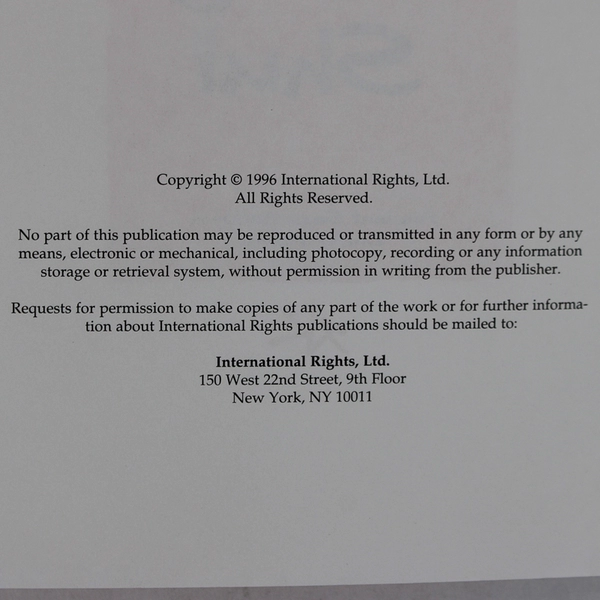 Copyright © 1996 International Rights, Ltd.
All Rights Reserved.
No part of this publication may be reproduced or transmitted in any form or by any
means, electronic or mechanical, including photocopy, recording or any information
storage or retrieval system, without permission in writing from the publisher.
Requests for permission to make copies of any part of the work or for further informa-
tion about International Rights publications should be mailed to:
International Rights, Ltd.
150 West 22nd Street, 9th Floor
New York, NY 10011